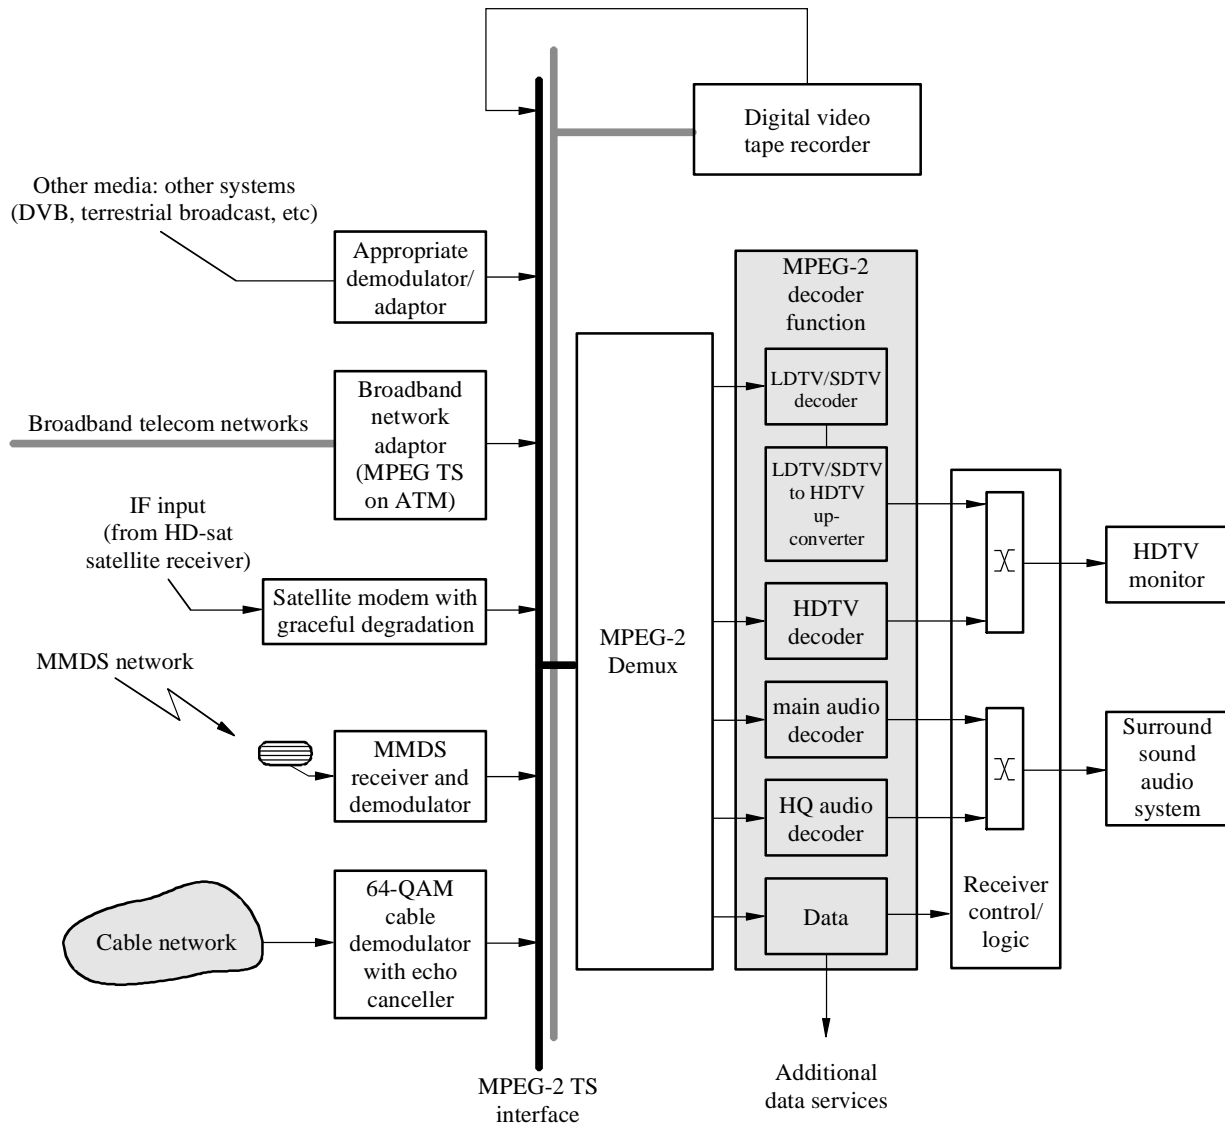 Digital video
tape recorder
Other media: other systems
(DVB, terrestrial broadcast, etc)
Appropriate
demodulator/
adaptor
MPEG-2
decoder
function
LDTV/SDTV
decoder
Broadband telecom networks
Broadband
network
adaptor
(MPEG TS
on ATM)
LDTV/SDTV
to HDTV
up-
converter
IF input
(from HD-sat
satellite receiver)
Satellite modem with
graceful degradation
HDTV
decoder
HDTV
monitor
MPEG-2
Demux
MMDS network
MMDS
receiver and
demodulator
main audio
decoder
Surround
sound
audio
system
HQ audio
decoder
Cable network
64-QAM
cable
demodulator
with echo
canceller
Data
Receiver
control/
logic
MPEG-2 TS
interface
Additional
data services